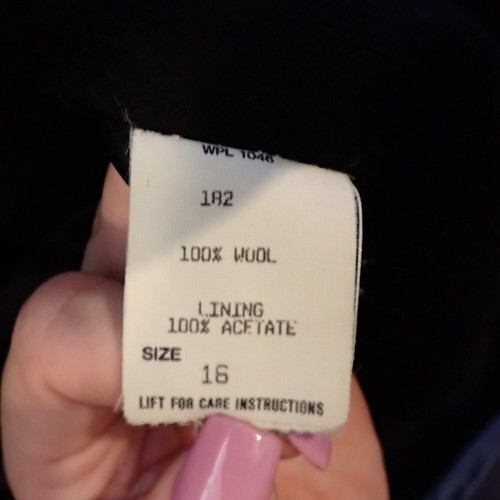 WPL 1046
182
100% WOOL
LINING
100% ACETATE
SIZE
16
LIFT FOR CARE INSTRUCTIONS